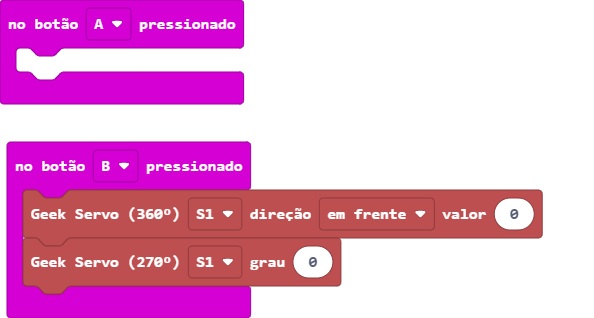 no botão A pressionado
no botão B pressionado
Geek Servo (360º) S1 direção em frente valor 0
Geek Servo (270º) S1 grau 0